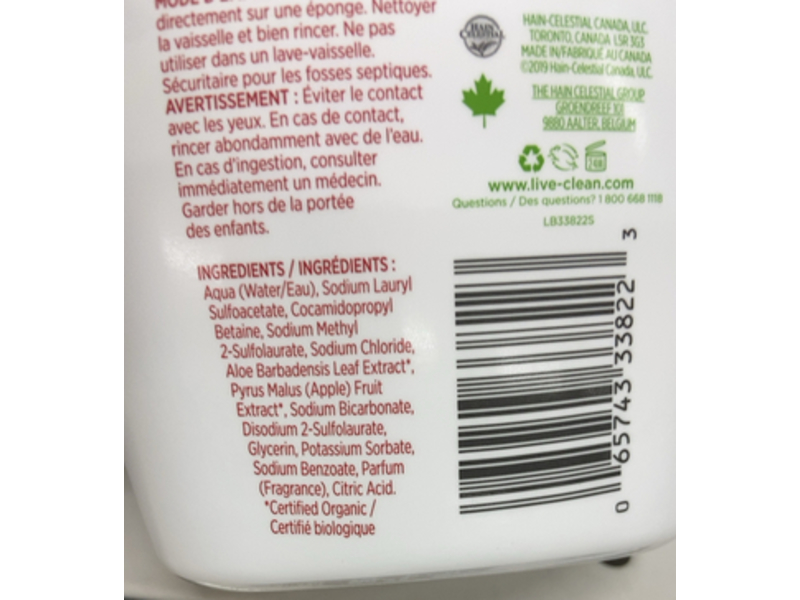 directement sur une éponge. Nettoyer
la vaisselle et bien rincer. Ne pas
utiliser dans un lave-vaisselle.
Sécuritaire pour les fosses septiques.
AVERTISSEMENT : Éviter le contact
avec les yeux. En cas de contact,
rincer abondamment avec de l'eau.
En cas d'ingestion, consulter
immédiatement un médecin.
Garder hors de la portée
des enfants.
INGREDIENTS / INGRÉDIENTS :
Aqua (Water/Eau), Sodium Lauryl
Sulfoacetate, Cocamidopropyl
Betaine, Sodium Methyl
2-Sulfolaurate, Sodium Chloride,
Aloe Barbadensis Leaf Extract*,
Pyrus Malus (Apple) Fruit
Extract*, Sodium Bicarbonate,
Disodium 2-Sulfolaurate,
Glycerin, Potassium Sorbate,
Sodium Benzoate, Parfum
(Fragrance), Citric Acid.
*Certified Organic /
Certifié biologique
HAIN CELESTIAL
HAIN-CELESTIAL CANADA, ULC
TORONTO, CANADA L5R 3G3
MADE IN/FABRIQUÉ AU CANADA
©2019 Hain-Celestial Canada, ULC
THE HAIN CELESTIAL GROUP
GROENDREEF 101
9880 AALTER, BELGIUM
24M
www.live-clean.com
Questions / Des questions? 1 800 668 1118
LB33822S
0 65743 33822 3